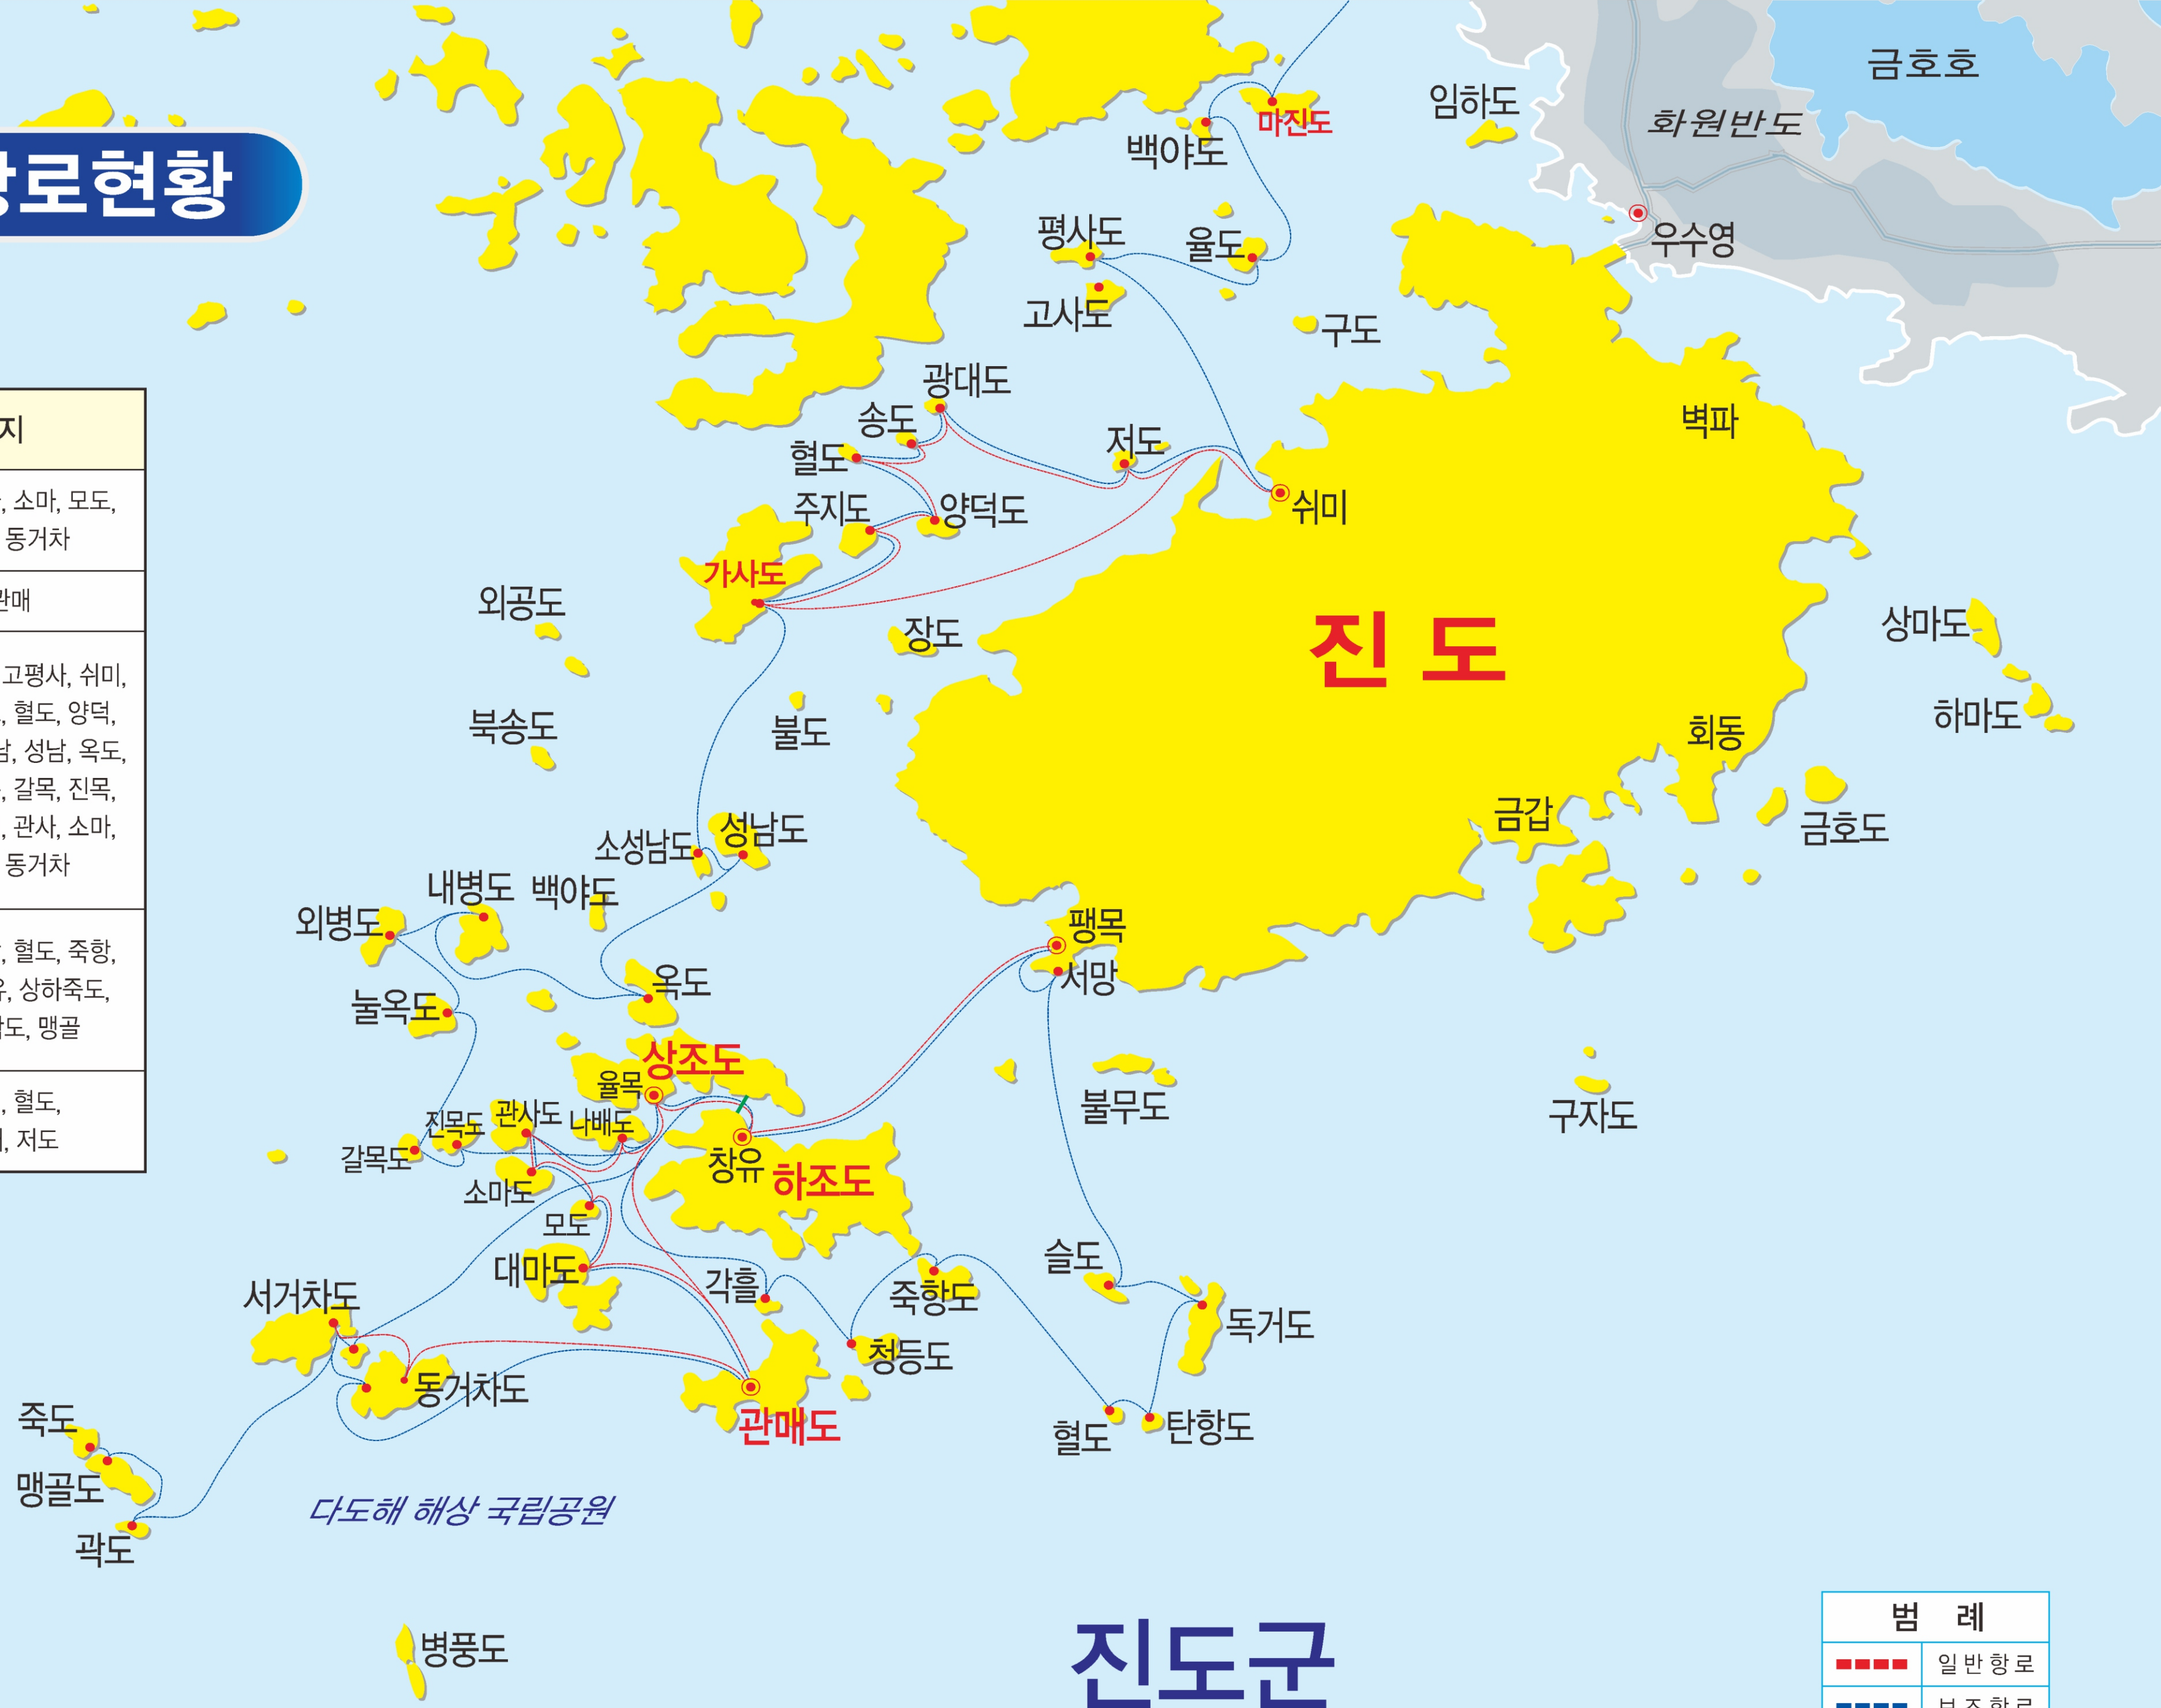 항로현황
지
소마, 모도,
동거차
관매
고평사, 쉬미,
혈도, 양덕,
성남, 옥도,
갈목, 진목,
관사, 소마,
동거차
혈도, 죽항,
상하죽도,
맹골
혈도,
저도
금호호
임하도
화원반도
마진도
백야도
평사도
율도
우수영
고사도
구도
광대도
송도
벽파
저도
혈도
주지도
양덕도
쉬미
가사도
외공도
장도
진 도
상마도
북송도
불도
하마도
회동
금갑
성남도
소성남도
금호도
내병도
백야도
외병도
팽목
서망
옥도
눌옥도
상조도
율목
불무도
구자도
진목도
관사도
나배도
갈목도
창유
하조도
소마도
모도
대마도
슬도
서거차도
각흘
죽항도
독거도
청등도
동거차도
죽도
관매도
혈도
탄항도
맹골도
다도해 해상 국립공원
곽도
병풍도
진도군
범 례
일반항로
보조항로